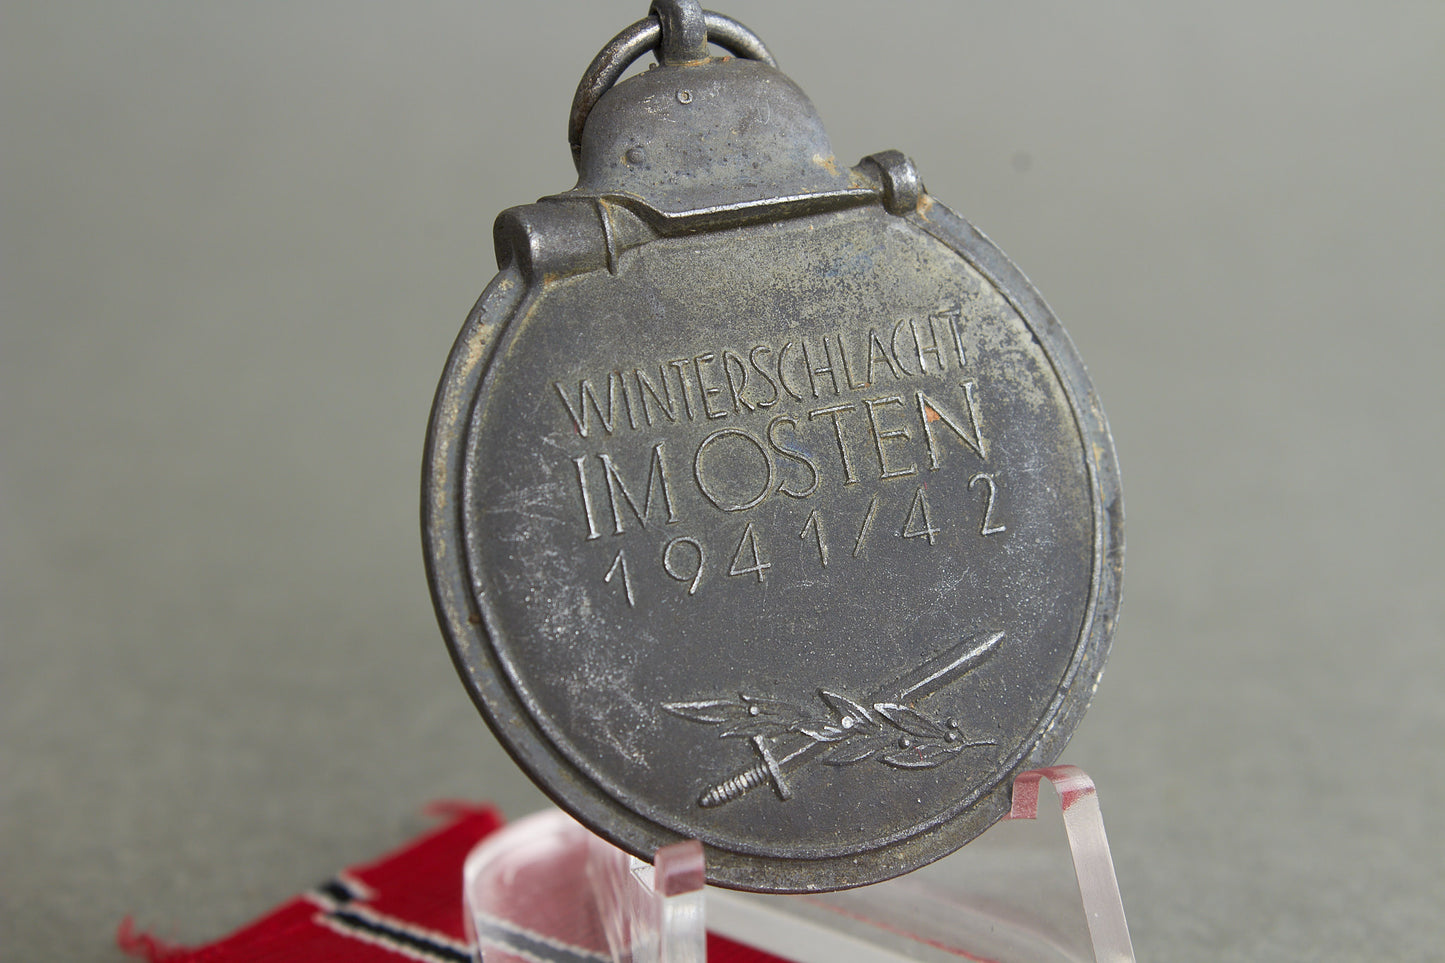 WINTERSCHLACHT
IM OSTEN
1941/42